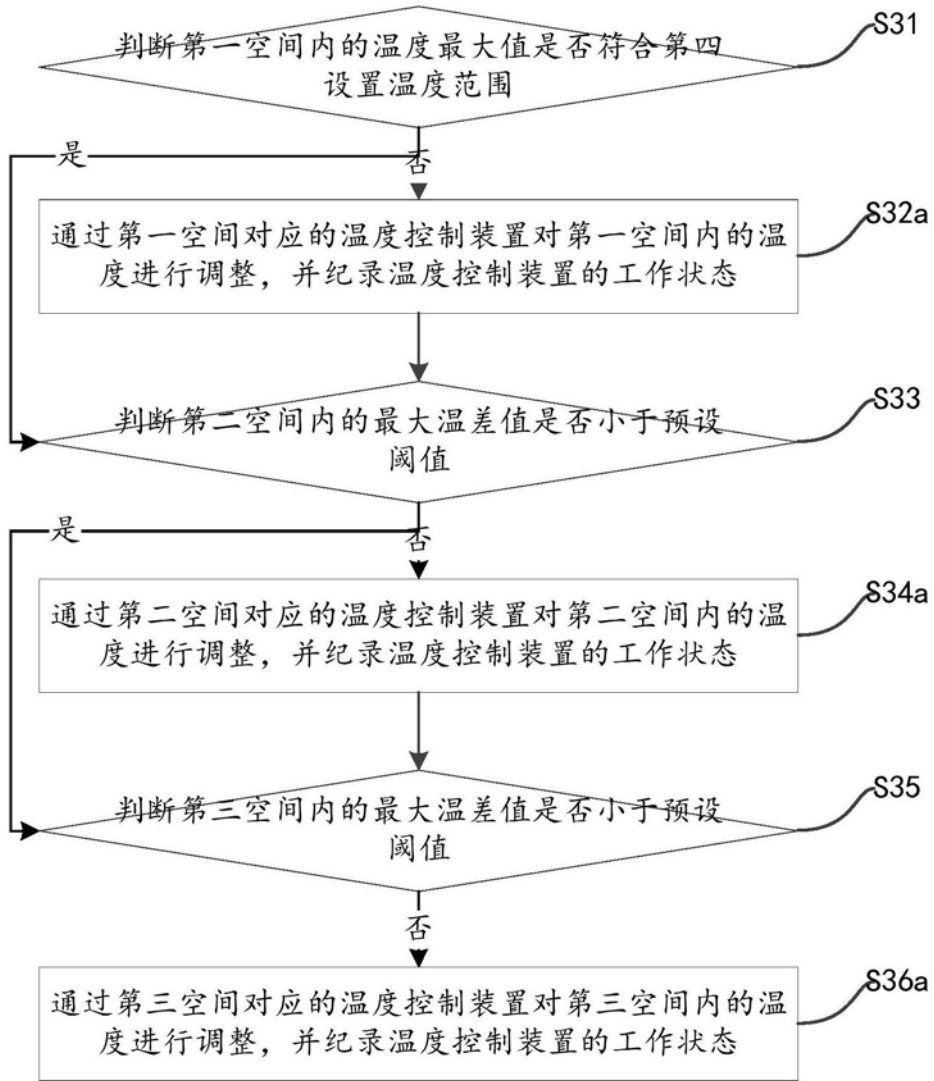 判断第一空间内的温度最大值是否符合第四
设置温度范围
S31
是
否
通过第一空间对应的温度控制装置对第一空间内的温
度进行调整，并纪录温度控制装置的工作状态
S32a
判断第二空间内的最大温差值是否小于预设
阈值
S33
是
否
通过第二空间对应的温度控制装置对第二空间内的温
度进行调整，并纪录温度控制装置的工作状态
S34a
判断第三空间内的最大温差值是否小于预设
阈值
S35
否
通过第三空间对应的温度控制装置对第三空间内的温
度进行调整，并纪录温度控制装置的工作状态
S36a